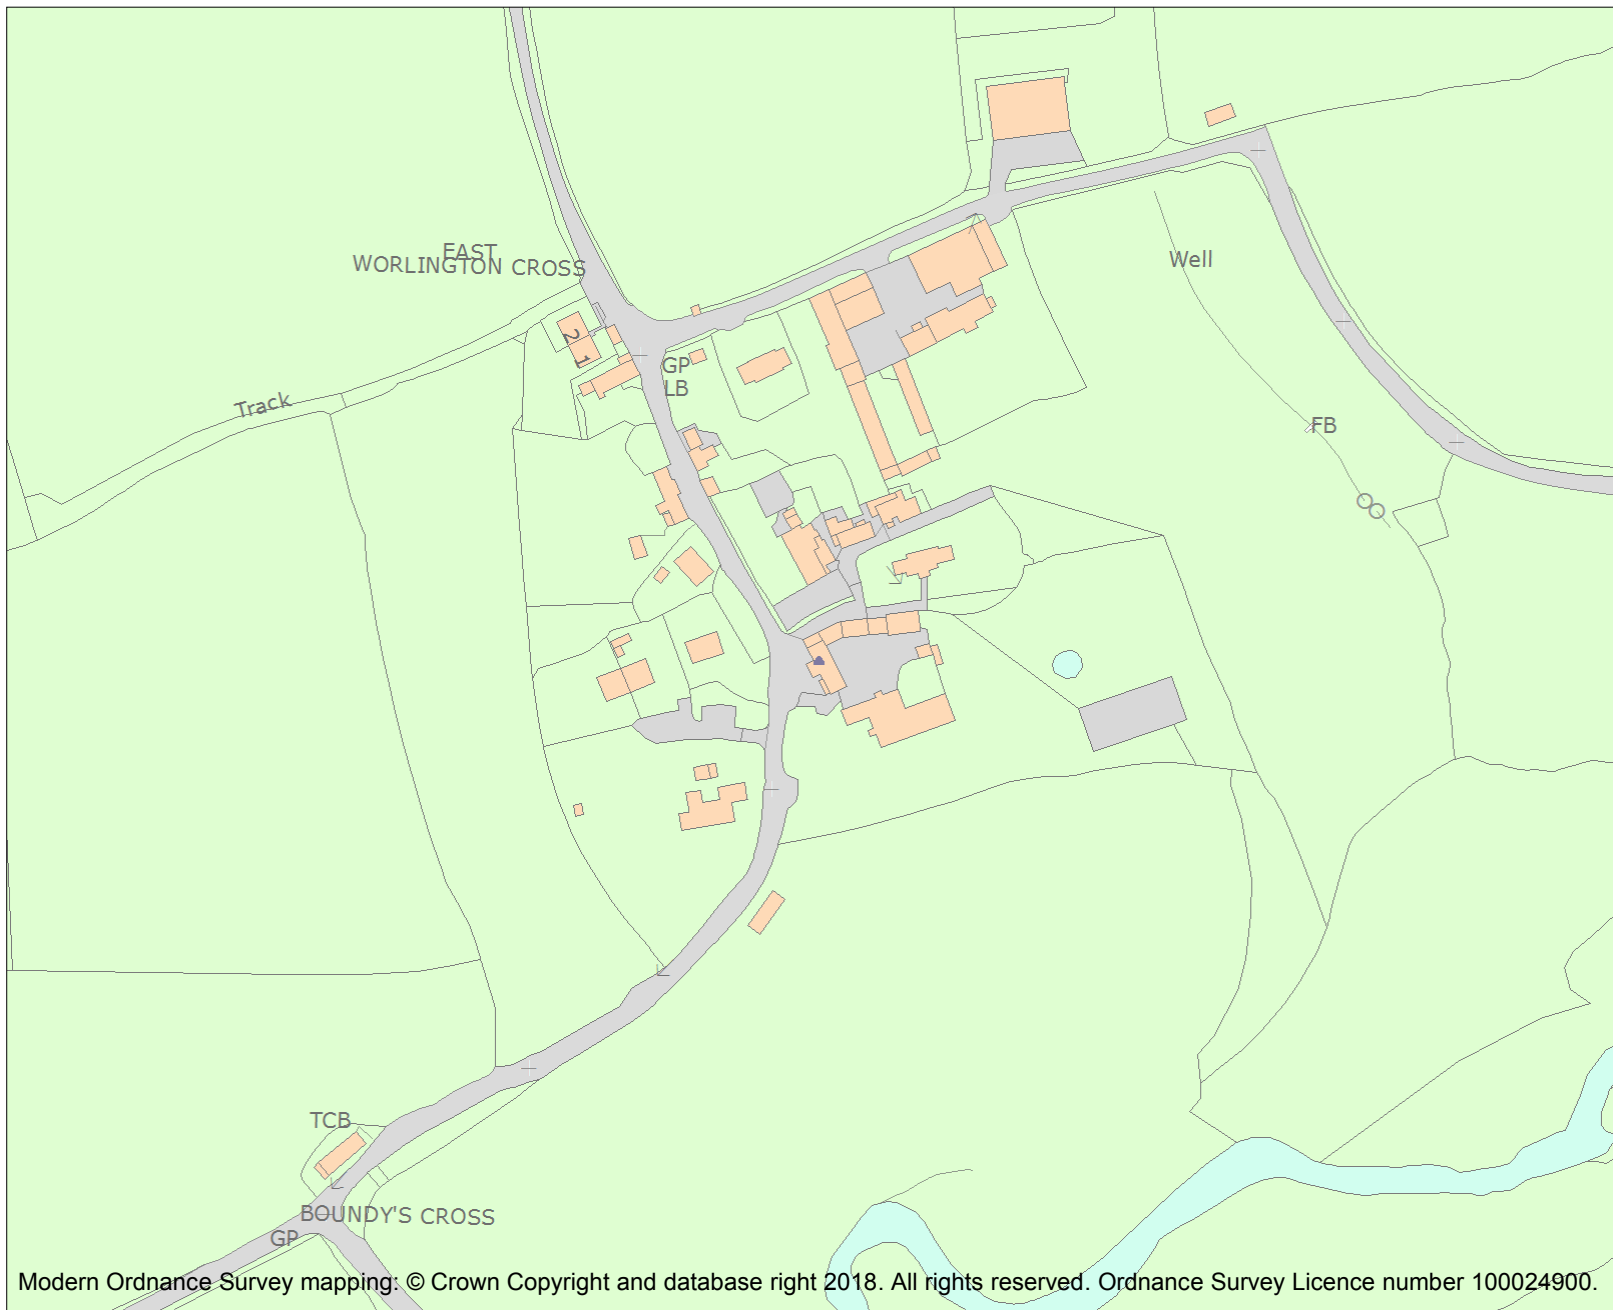 EAST
WORLINGTON CROSS
Well
2
1
GP
LB
Track
FB
TCB
BOUNDY'S CROSS
GP
Modern Ordnance Survey mapping: © Crown Copyright and database right 2018. All rights reserved. Ordnance Survey Licence number 100024900.